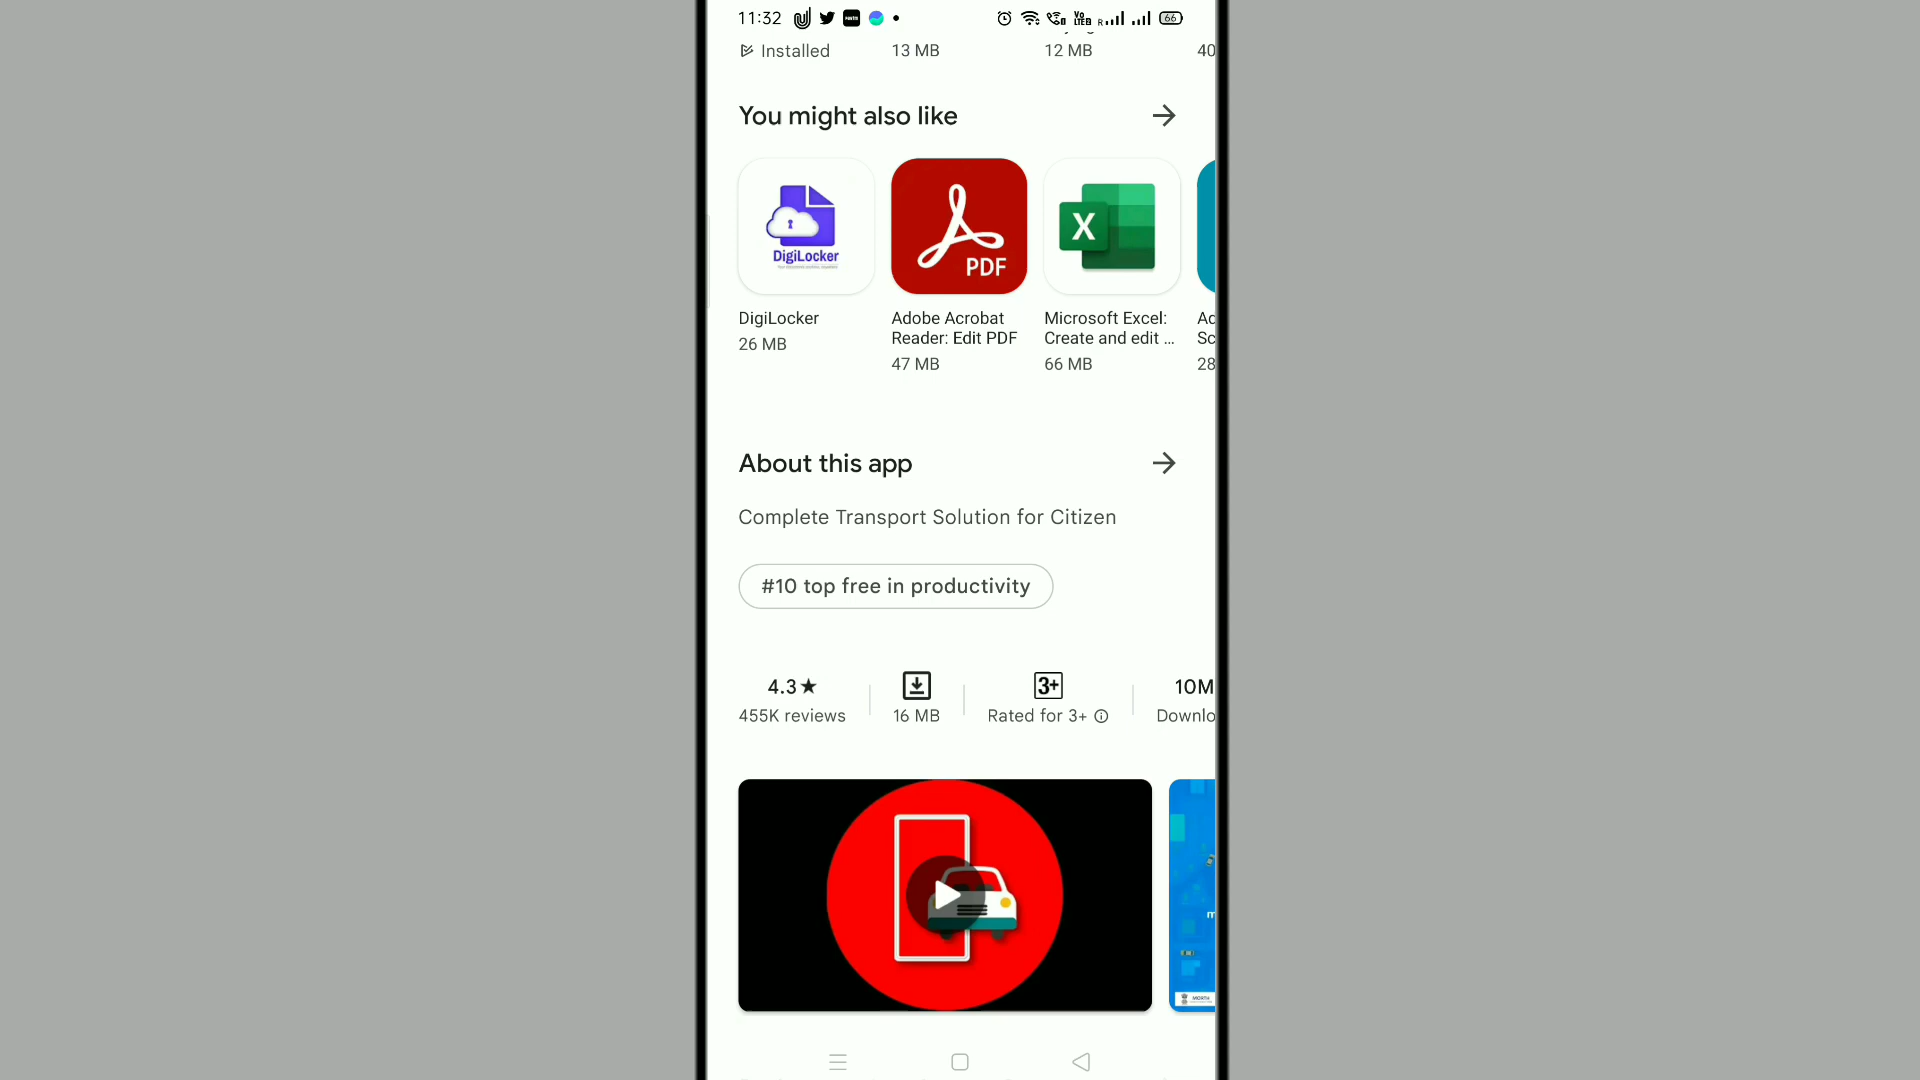 11:32
66
Installed
13 MB
12 MB
40
You might also like
DigiLocker
PDF
X
DigiLocker
26 MB
Adobe Acrobat
Reader: Edit PDF
47 MB
Microsoft Excel:
Create and edit ...
66 MB
Ac
Sc
28
About this app
Complete Transport Solution for Citizen
#10 top free in productivity
4.3★
455K reviews
16 MB
3+
Rated for 3+
10M
Downlo